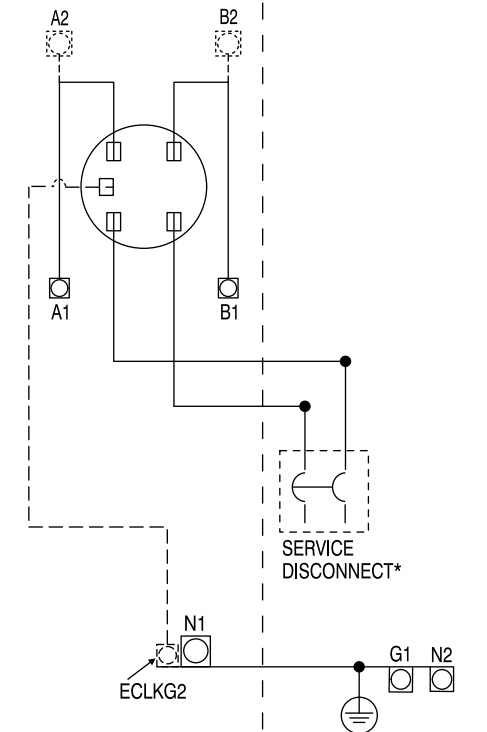 A2
B2
A1
B1
SERVICE
DISCONNECT*
N1
G1
N2
ECLKG2